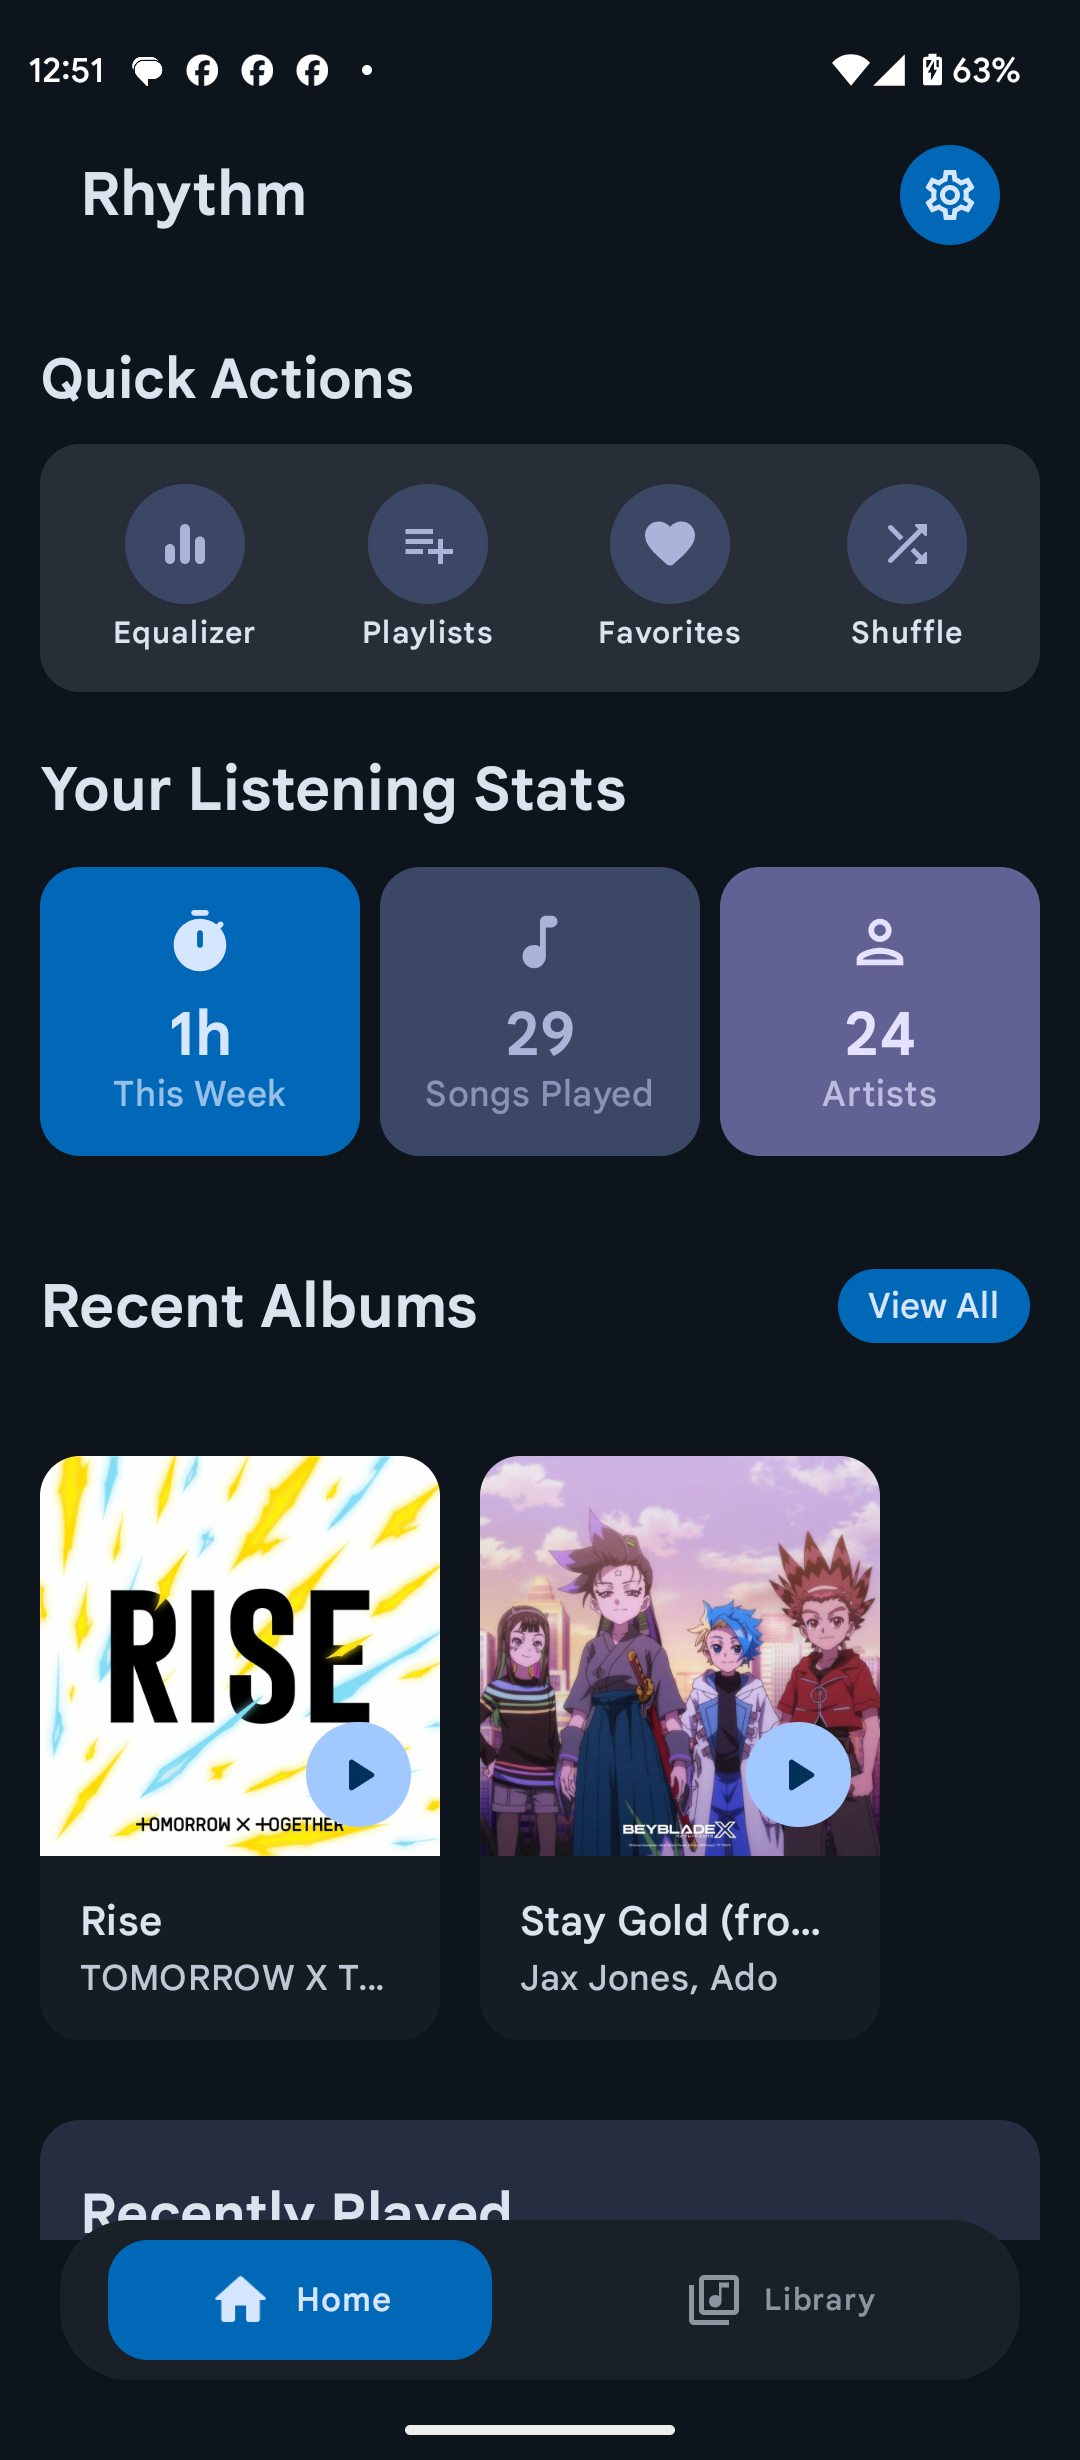 12:51
63%
Rhythm
Quick Actions
Equalizer
Playlists
Favorites
Shuffle
Your Listening Stats
1h
This Week
29
Songs Played
24
Artists
Recent Albums
View All
RISE
TOMORROW X TOGETHER
BEYBLADE X
Rise
TOMORROW X T...
Stay Gold (fro...
Jax Jones, Ado
Recently Played
Home
Library